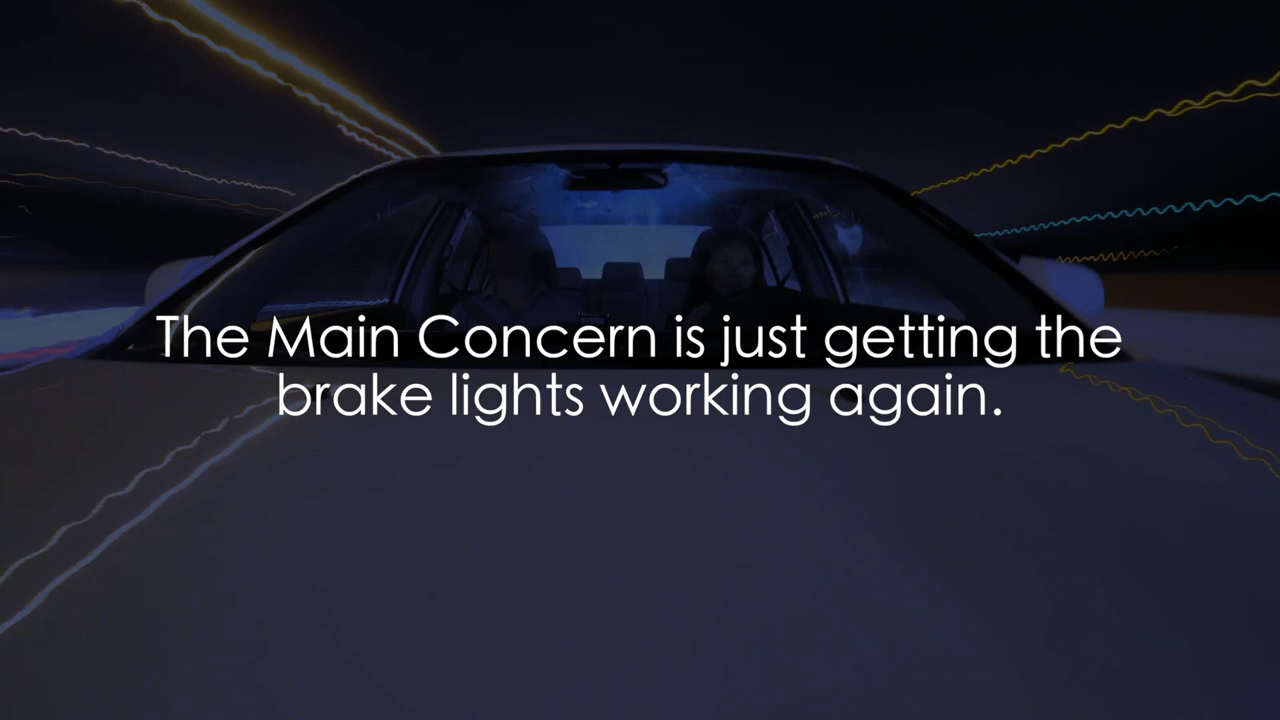 The Main Concern is just getting the
brake lights working again.